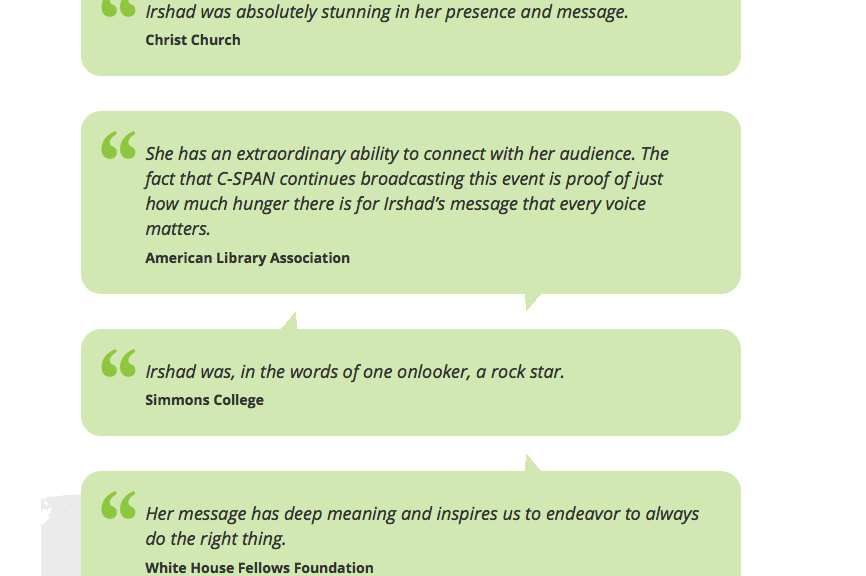 Irshad was absolutely stunning in her presence and message.
Christ Church
She has an extraordinary ability to connect with her audience. The
fact that C-SPAN continues broadcasting this event is proof of just
how much hunger there is for Irshad’s message that every voice
matters.
American Library Association
Irshad was, in the words of one onlooker, a rock star.
Simmons College
Her message has deep meaning and inspires us to endeavor to always
do the right thing.
White House Fellows Foundation